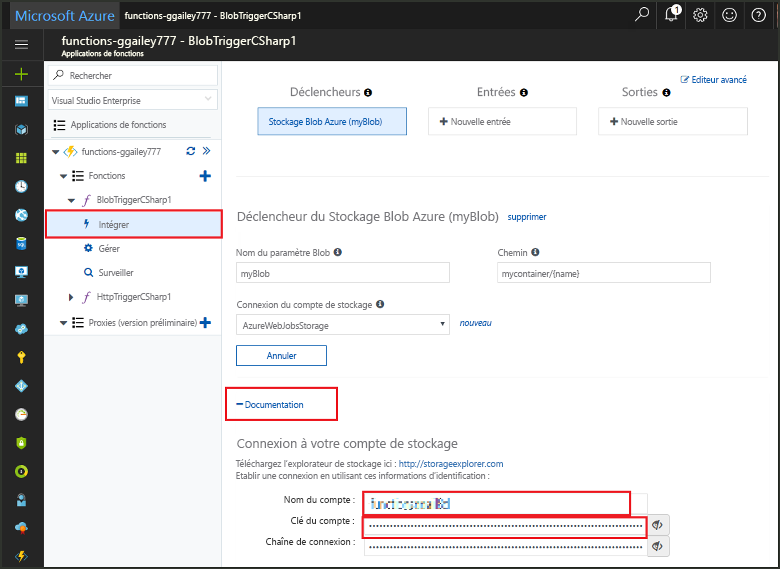 Microsoft Azure functions-ggailey777 - BlobTriggerCSharp1
1
functions-ggailey777 - BlobTriggerCSharp1
Applications de fonctions
Rechercher
Visual Studio Enterprise
Applications de fonctions
functions-ggailey777
Fonctions
BlobTriggerCSharp1
Intégrer
Gérer
Surveiller
HttpTriggerCSharp1
Proxies (version préliminaire)
Editeur avancé
Déclencheurs Entrées Sorties
Stockage Blob Azure (myBlob) Nouvelle entrée Nouvelle sortie
Déclencheur du Stockage Blob Azure (myBlob) supprimer
Nom du paramètre Blob Chemin
myBlob mycontainer/{name}
Connexion du compte de stockage
AzureWebJobsStorage nouveau
Annuler
Documentation
Connexion à votre compte de stockage
Téléchargez l'explorateur de stockage ici : http://storageexplorer.com
Etablir une connexion en utilisant ces informations d'identification :
Nom du compte :
Clé du compte :
Chaîne de connexion :